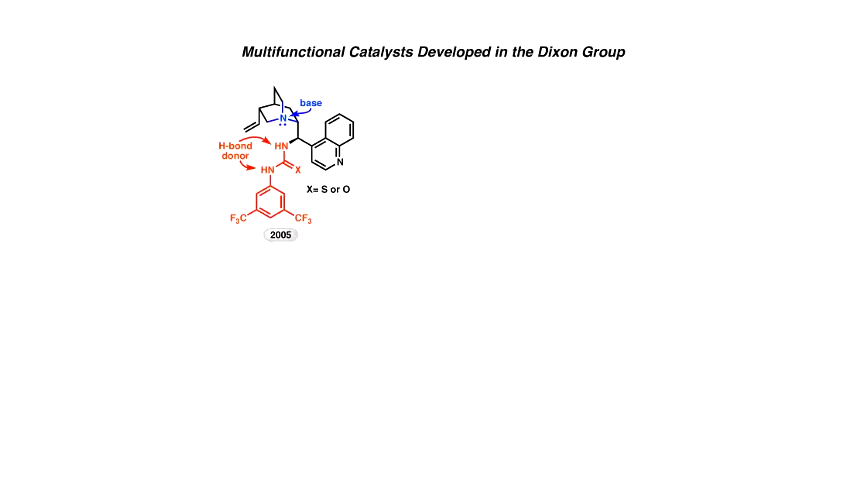 Multifunctional Catalysts Developed in the Dixon Group
base
N
H-bond
donor
HN
HN
X
N
X= S or O
F3C
CF3
2005